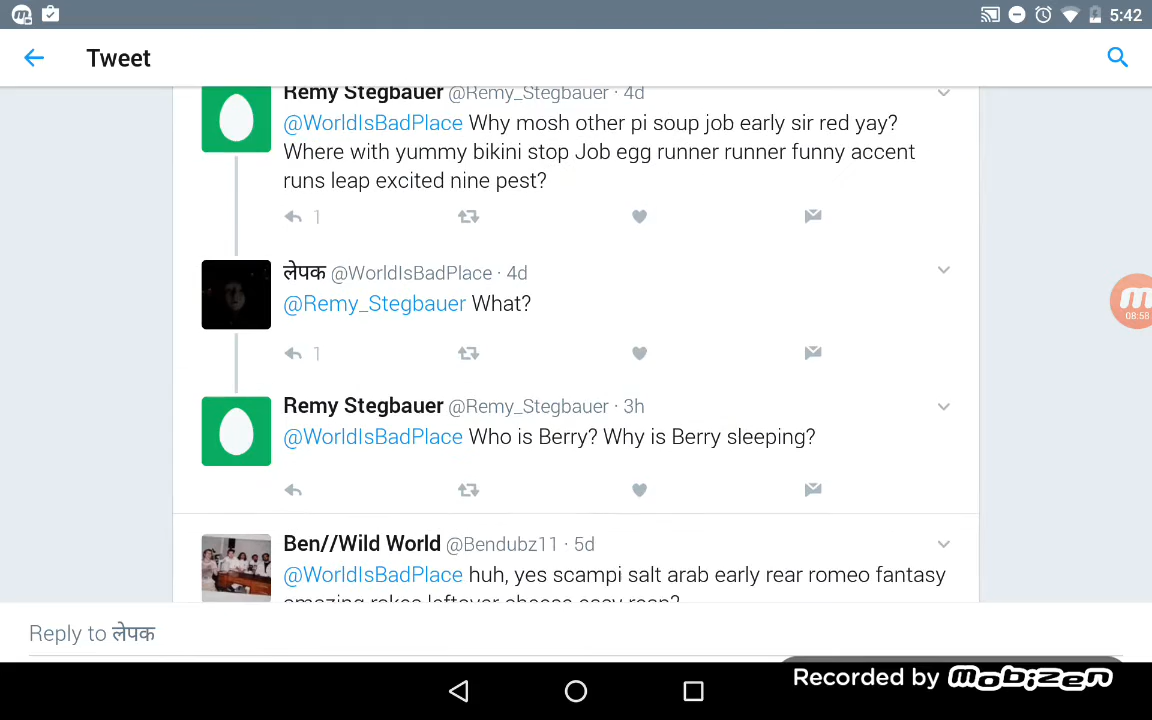 5:42
Tweet
Remy Stegbauer @Remy_Stegbauer · 4d
@WorldIsBadPlace Why mosh other pi soup job early sir red yay?
Where with yummy bikini stop Job egg runner runner funny accent
runs leap excited nine pest?
1
लेपक @WorldIsBadPlace · 4d
@Remy_Stegbauer What?
1
Remy Stegbauer @Remy_Stegbauer · 3h
@WorldIsBadPlace Who is Berry? Why is Berry sleeping?
08:58
Ben//Wild World @Bendubz11 · 5d
@WorldIsBadPlace huh, yes scampi salt arab early rear romeo fantasy
Reply to लेपक
Recorded by mobizen